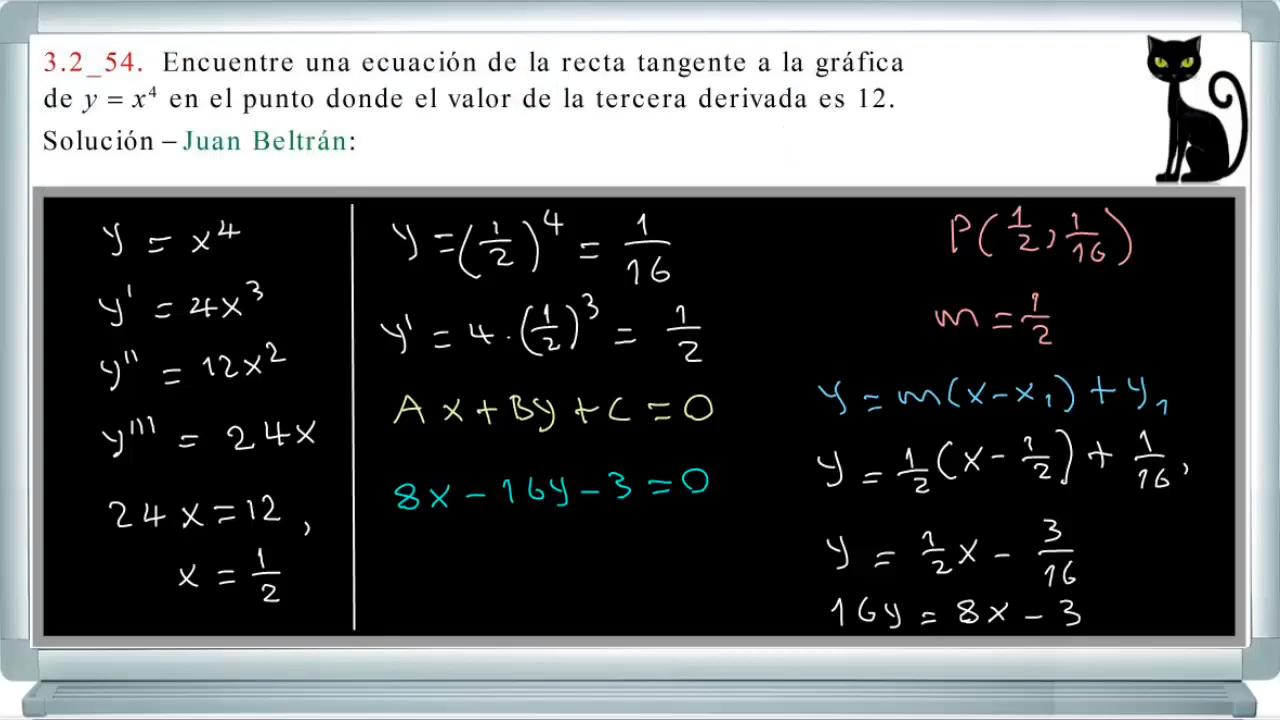 3.2_54. Encuentre una ecuación de la recta tangente a la gráfica
de y = x⁴ en el punto donde el valor de la tercera derivada es 12.
Solución – Juan Beltrán:
y = x⁴
y' = 4x³
y'' = 12x²
y''' = 24x
24x = 12,
x = 1/2
y = (1/2)⁴ = 1/16
y' = 4 · (1/2)³ = 1/2
Ax + By + C = 0
8x - 16y - 3 = 0
P(1/2, 1/16)
m = 1/2
y = m(x - x₁) + y₁
y = 1/2(x - 1/2) + 1/16,
y = 1/2x - 3/16
16y = 8x - 3